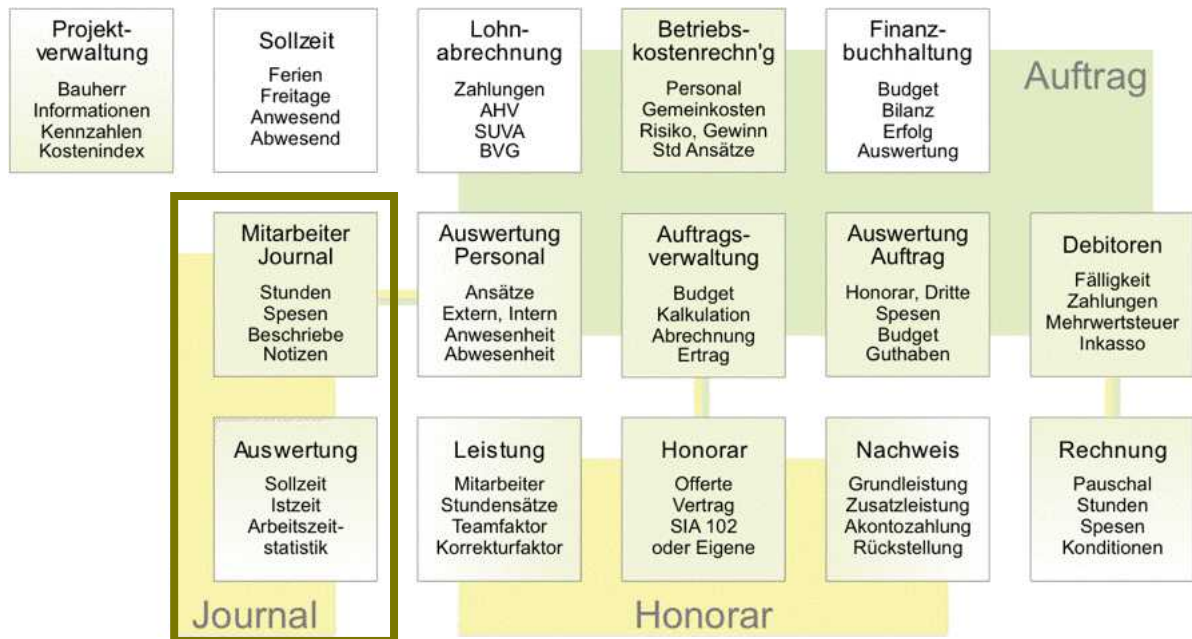 Projekt-
verwaltung
Bauherr
Informationen
Kennzahlen
Kostenindex
Sollzeit
Ferien
Freitage
Anwesend
Abwesend
Lohn-
abrechnung
Zahlungen
AHV
SUVA
BVG
Betriebs-
kostenrechn'g
Personal
Gemeinkosten
Risiko, Gewinn
Std Ansätze
Finanz-
buchhaltung
Budget
Bilanz
Erfolg
Auswertung
Auftrag
Mitarbeiter
Journal
Stunden
Spesen
Beschriebe
Notizen
Auswertung
Personal
Ansätze
Extern, Intern
Anwesenheit
Abwesenheit
Auftrags-
verwaltung
Budget
Kalkulation
Abrechnung
Ertrag
Auswertung
Auftrag
Honorar, Dritte
Spesen
Budget
Guthaben
Debitoren
Fälligkeit
Zahlungen
Mehrwertsteuer
Inkasso
Auswertung
Sollzeit
Istzeit
Arbeitszeit-
statistik
Leistung
Mitarbeiter
Stundensätze
Teamfaktor
Korrekturfaktor
Honorar
Offerte
Vertrag
SIA 102
oder Eigene
Nachweis
Grundleistung
Zusatzleistung
Akontozahlung
Rückstellung
Rechnung
Pauschal
Stunden
Spesen
Konditionen
Journal
Honorar